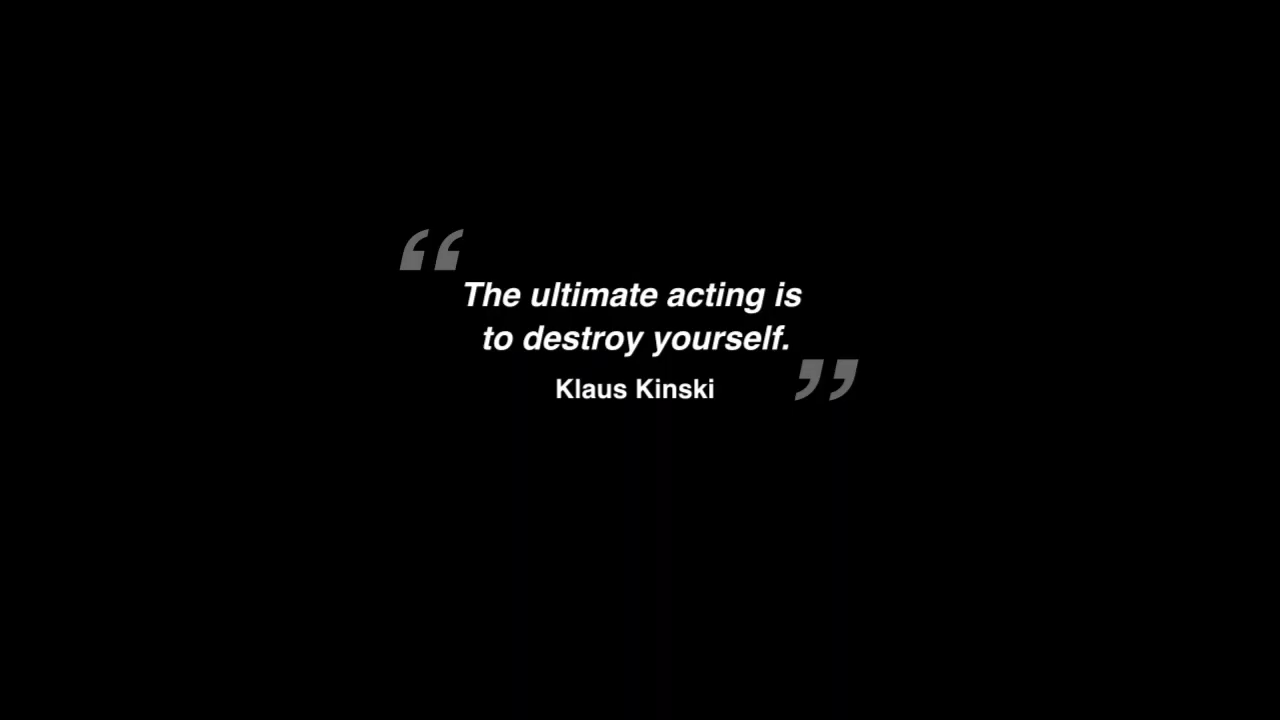 “
The ultimate acting is
to destroy yourself.
Klaus Kinski
”